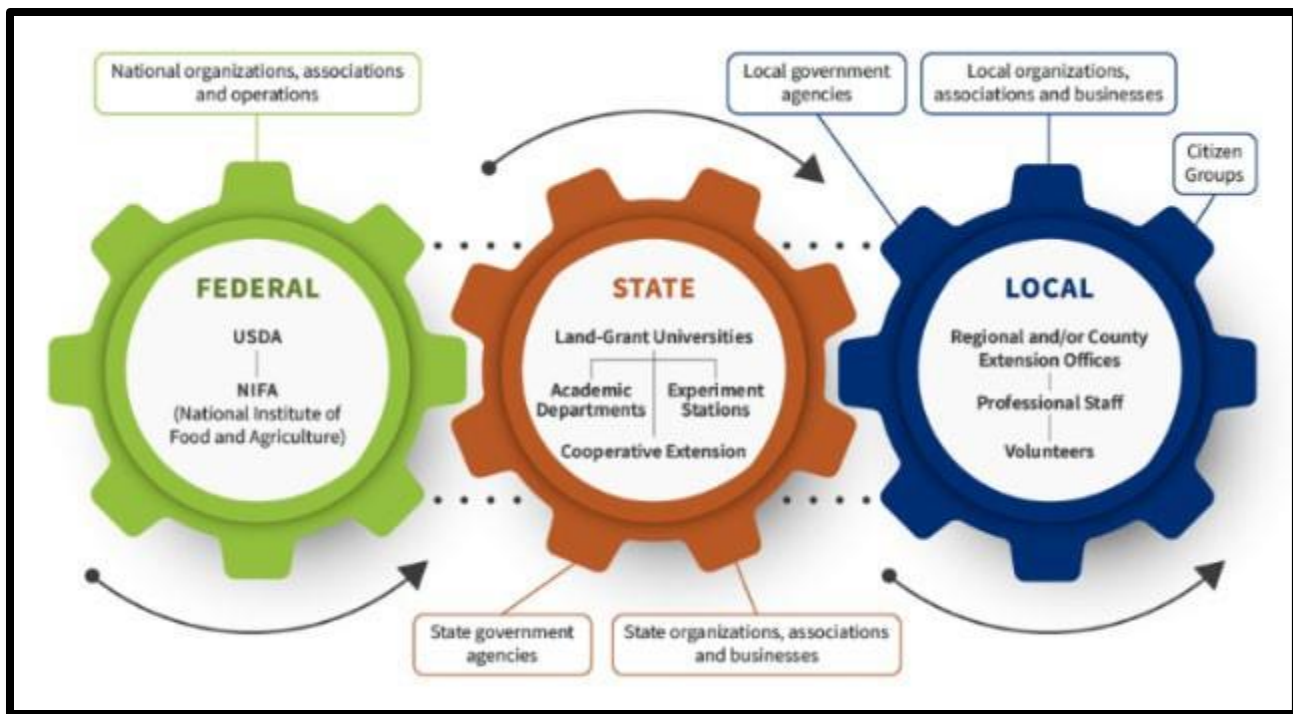 National organizations, associations
and operations
Local government
agencies
Local organizations,
associations and businesses
Citizen
Groups
FEDERAL
USDA
NIFA
(National Institute of
Food and Agriculture)
STATE
Land-Grant Universities
Academic
Departments
Experiment
Stations
Cooperative Extension
LOCAL
Regional and/or County
Extension Offices
Professional Staff
Volunteers
State government
agencies
State organizations, associations
and businesses